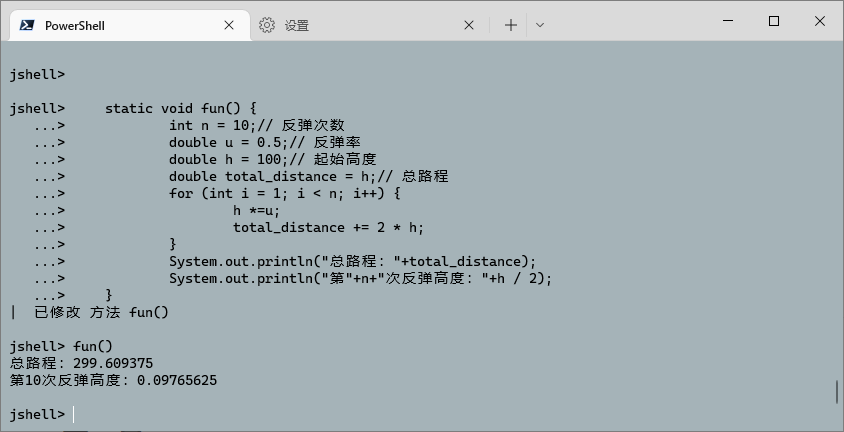 PowerShell
设置
jshell>
jshell>     static void fun() {
   ...>             int n = 10;// 反弹次数
   ...>             double u = 0.5;// 反弹率
   ...>             double h = 100;// 起始高度
   ...>             double total_distance = h;// 总路程
   ...>             for (int i = 1; i < n; i++) {
   ...>                     h *=u;
   ...>                     total_distance += 2 * h;
   ...>             }
   ...>             System.out.println("总路程："+total_distance);
   ...>             System.out.println("第"+n+"次反弹高度："+h / 2);
   ...>     }
|  已修改 方法 fun()
jshell> fun()
总路程：299.609375
第10次反弹高度：0.09765625
jshell>